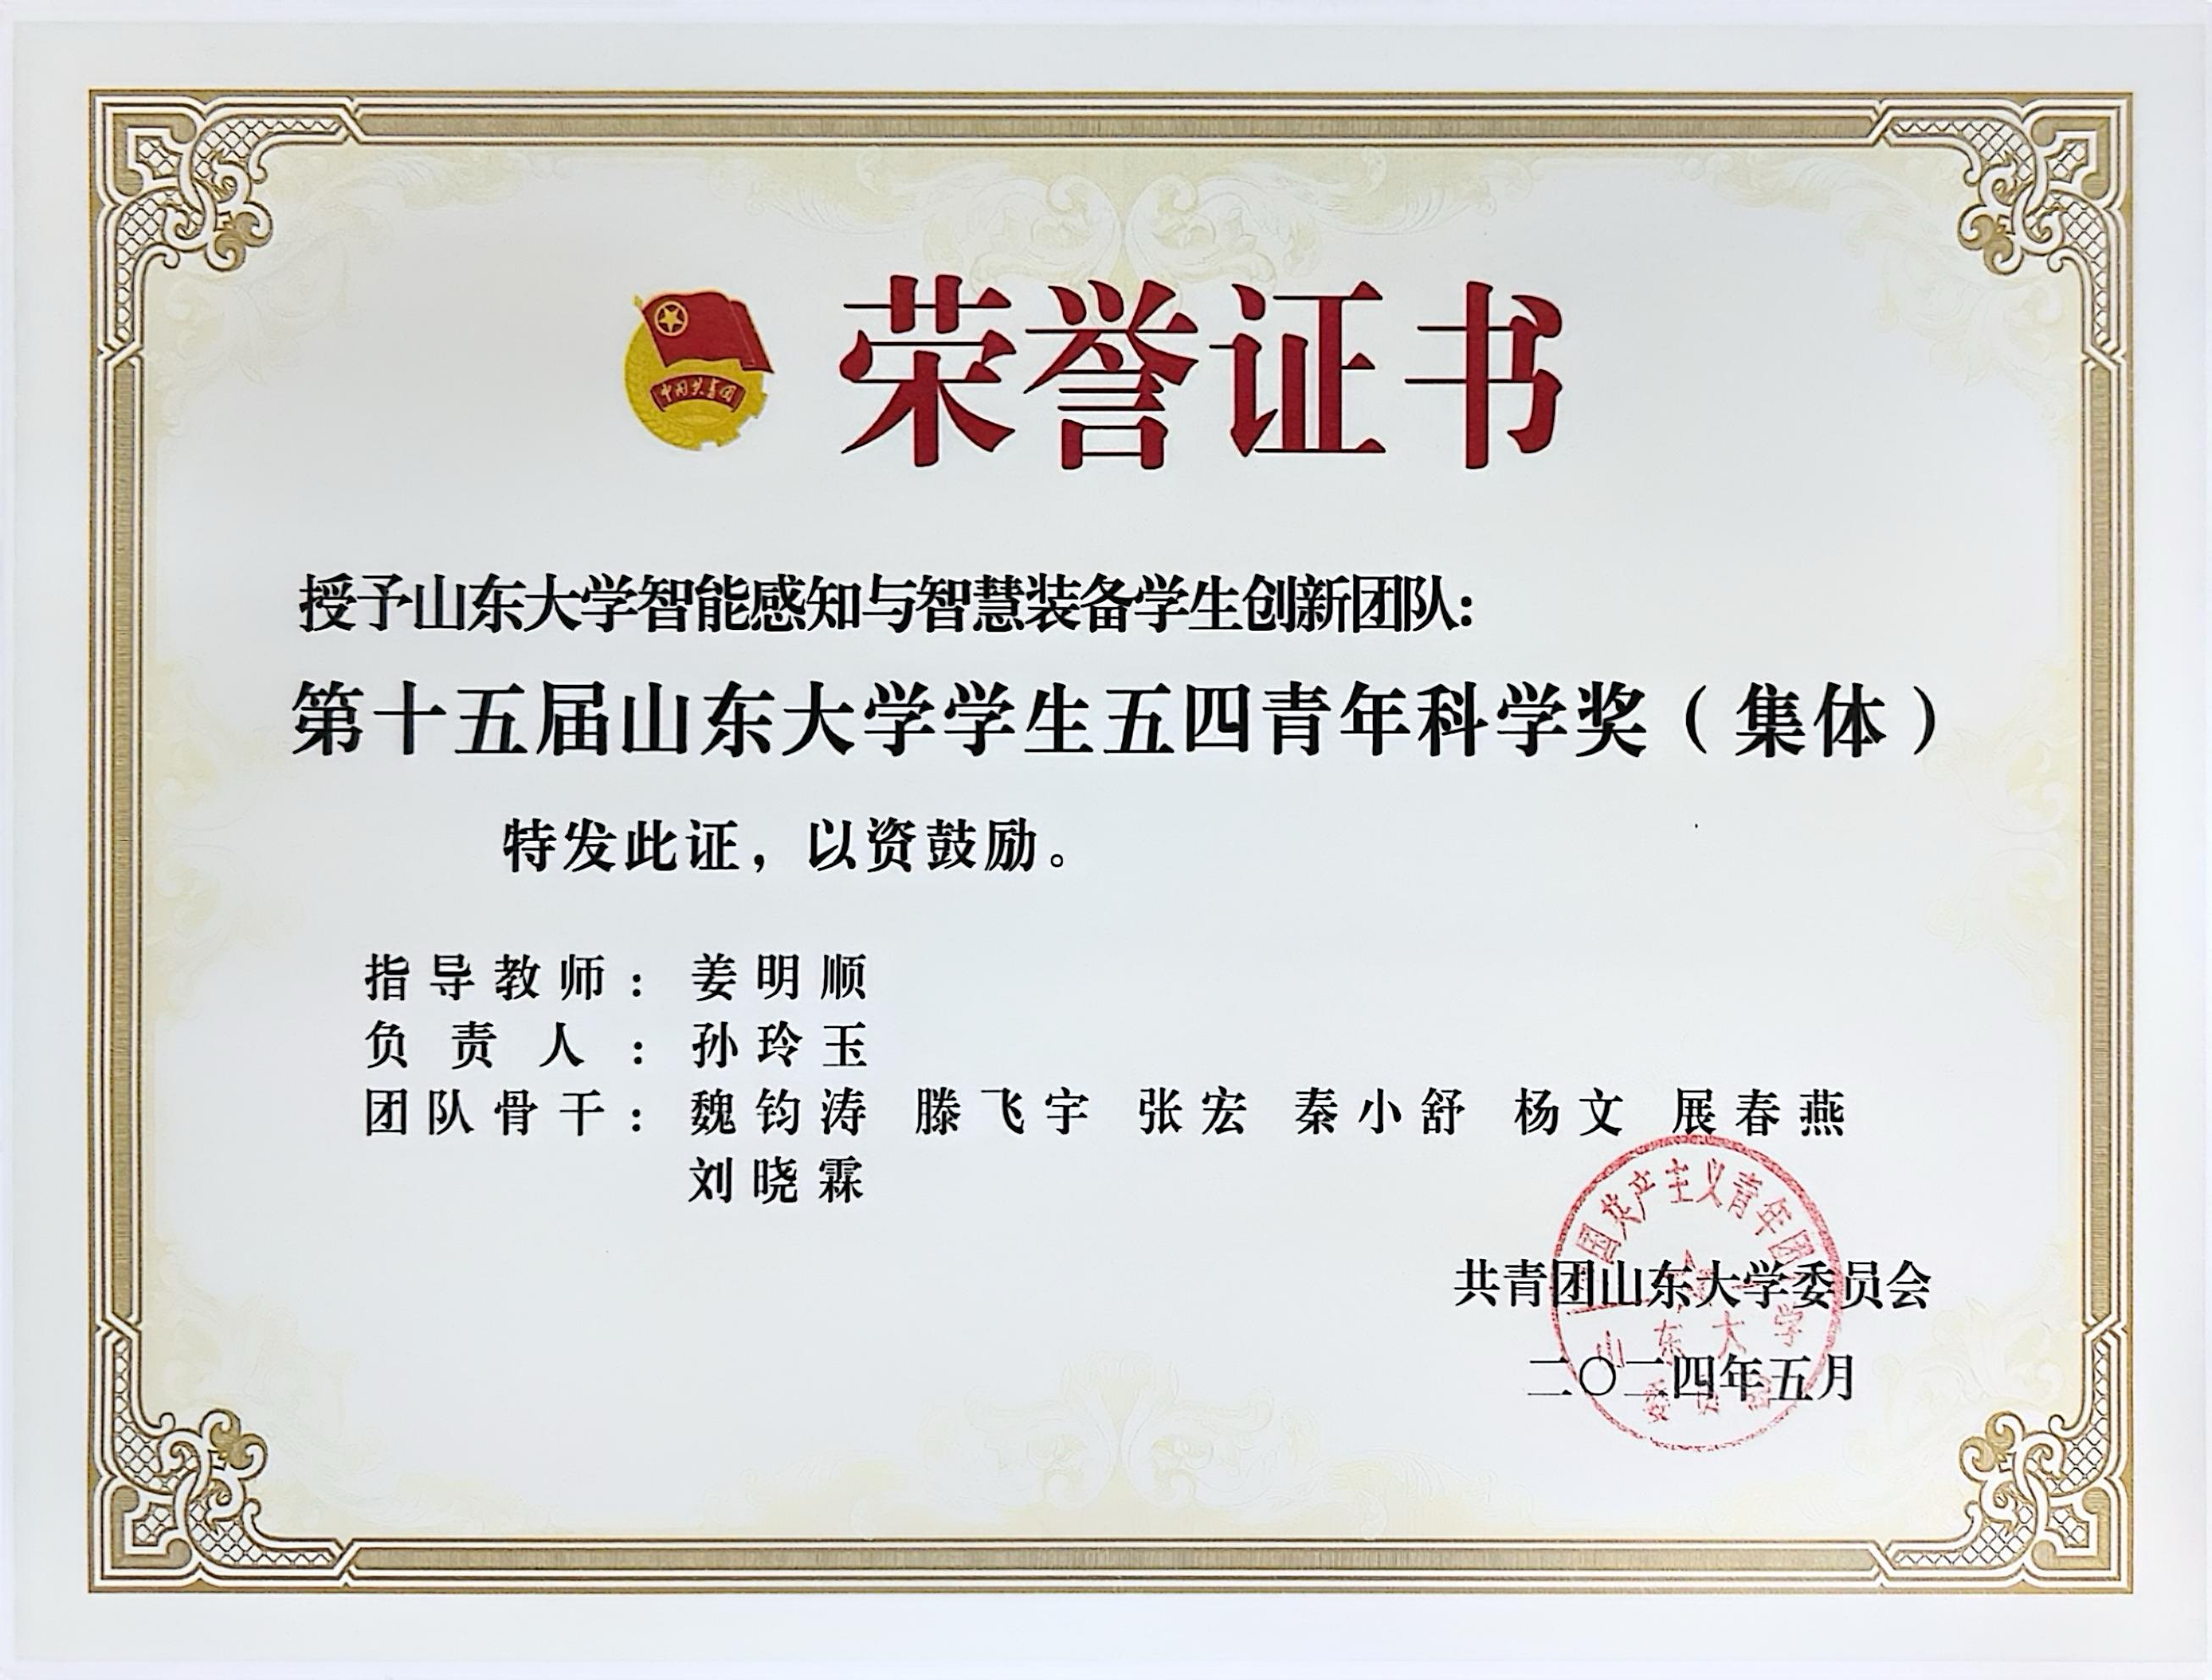 中国共青团
荣誉证书
授予山东大学智能感知与智慧装备学生创新团队：
第十五届山东大学学生五四青年科学奖（集体）
特发此证，以资鼓励。
指导教师：姜明顺
负责人：孙玲玉
团队骨干：魏钧涛 滕飞宇 张宏 秦小舒 杨文 展春燕
刘晓霖
国共产主义青年团
共青团山东大学委员会
山东大学
二〇二四年五月
委员会